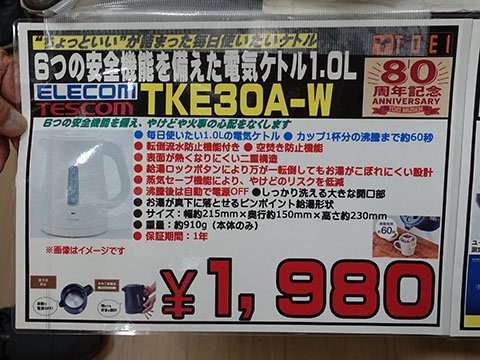 “ちょっといい”が詰まった毎日使いたいケトル
TOEI
6つの安全機能を備えた電気ケトル1.0L
80
周年記念
ANNIVERSARY
ELECOM
TESCOM
TKE30A-W
6つの安全機能を備え、やけどや火事の心配をなくします
●毎日使いたい1.0Lの電気ケトル ●カップ1杯分の沸騰まで約60秒
●転倒流水防止機能付き ●空焚き防止機能
●表面が熱くなりにくい二重構造
●給湯ロックボタンにより万が一転倒してもお湯がこぼれにくい設計
●蒸気セーブ機能により、やけどのリスクを低減
●沸騰後は自動で電源OFF ●しっかり洗える大きな開口部
●お湯が真下に落せるピンポイント給湯形状
●サイズ：幅約215mm×奥行約150mm×高さ約230mm
●重量：約910g（本体のみ）
●保証期間：1年
60
※画像はイメージです
¥1,980